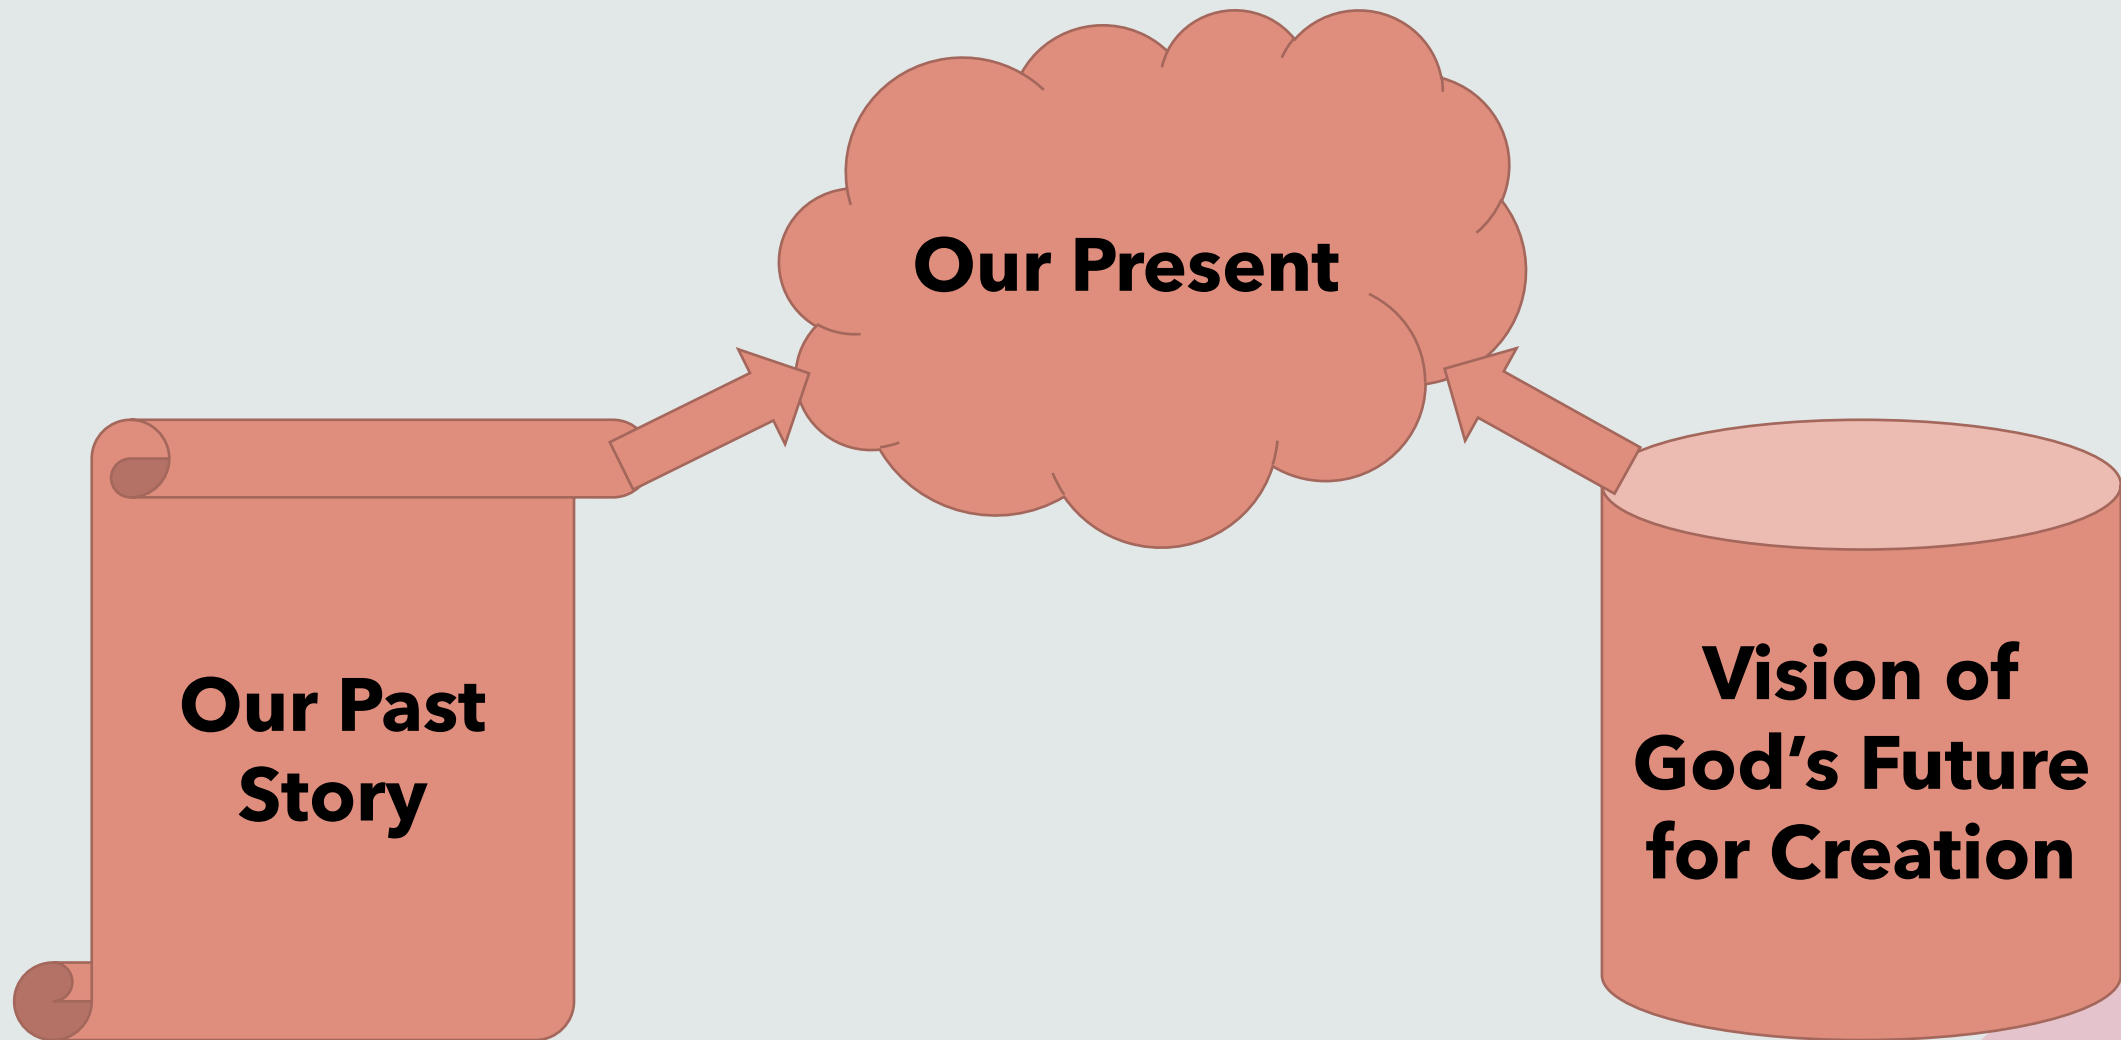 Our Present
Our Past
Story
Vision of
God’s Future
for Creation